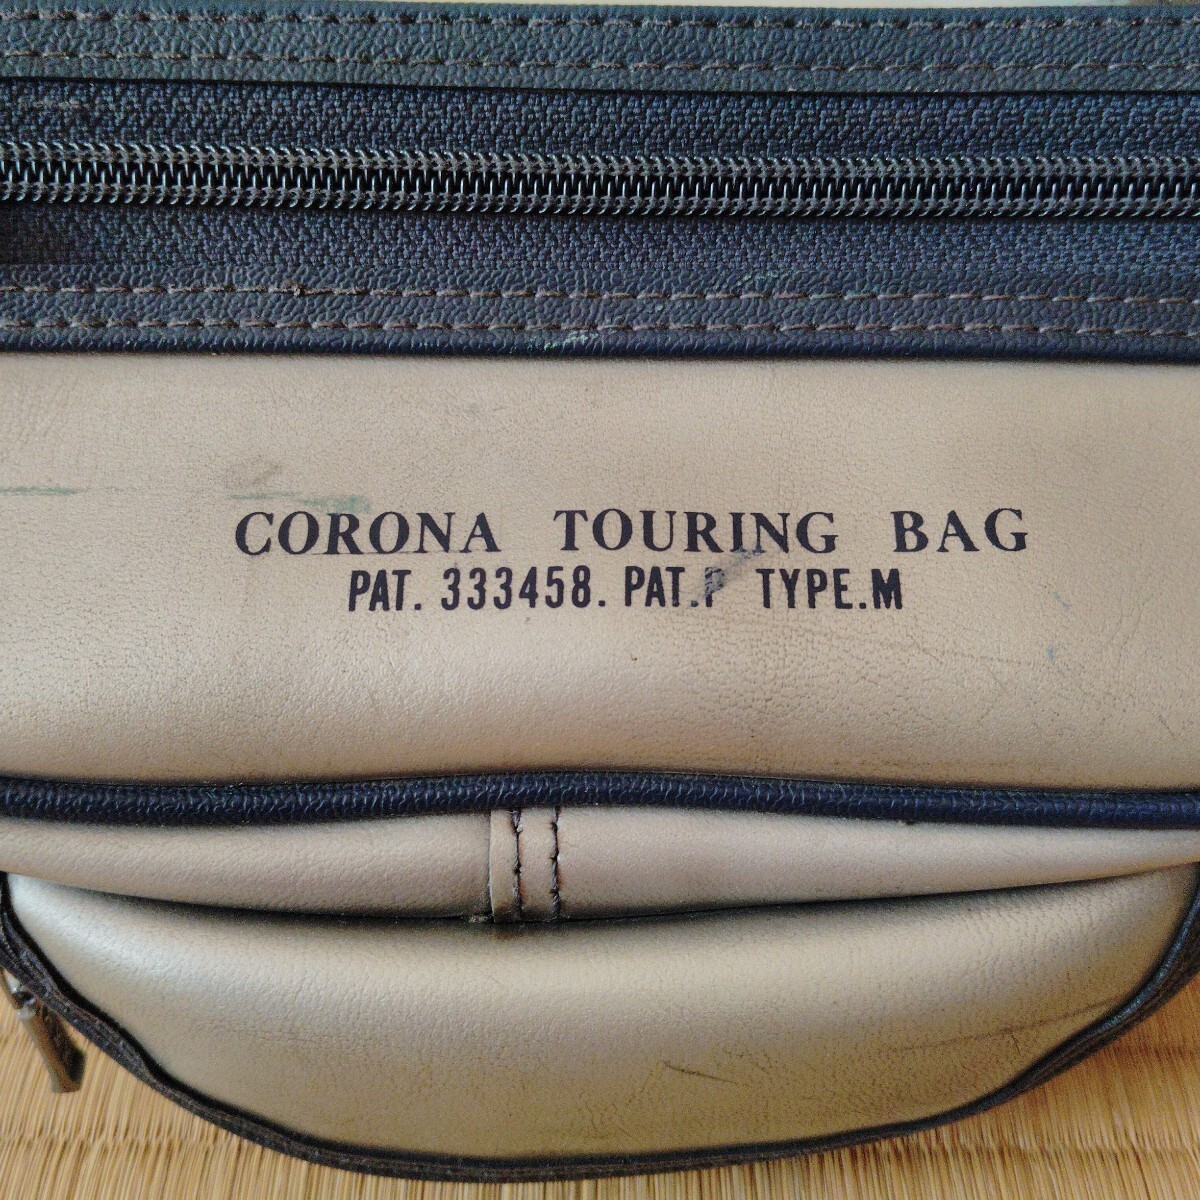 CORONA TOURING BAG
PAT. 333458. PAT.P TYPE.M